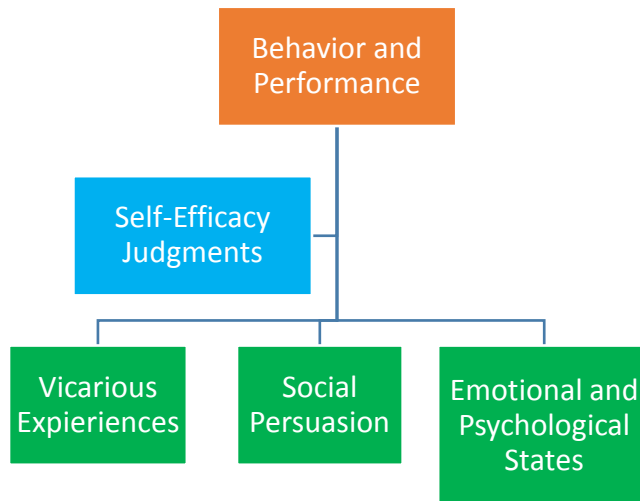 Behavior and
Performance
Self-Efficacy
Judgments
Vicarious
Expieriences
Social
Persuasion
Emotional and
Psychological
States